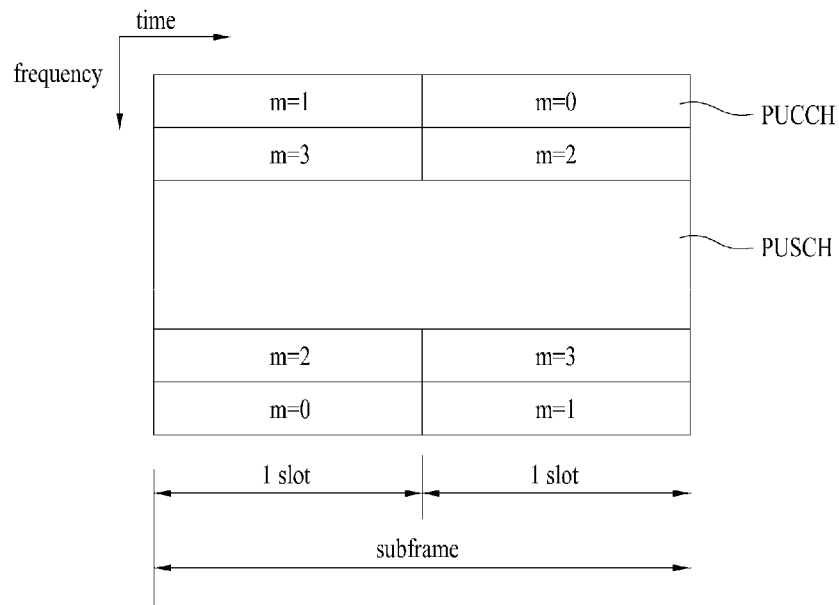 time
frequency
m=1 m=0
PUCCH
m=3 m=2
PUSCH
m=2 m=3
m=0 m=1
1 slot 1 slot
subframe